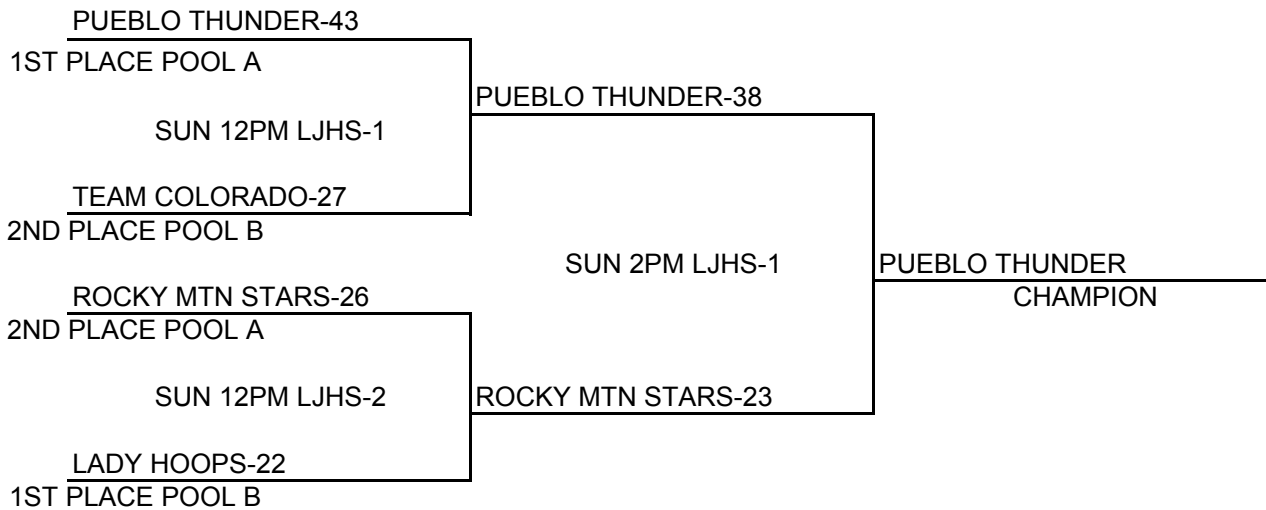 PUEBLO THUNDER-43
1ST PLACE POOL A
PUEBLO THUNDER-38
SUN 12PM LJHS-1
TEAM COLORADO-27
2ND PLACE POOL B
SUN 2PM LJHS-1
PUEBLO THUNDER
CHAMPION
ROCKY MTN STARS-26
2ND PLACE POOL A
SUN 12PM LJHS-2
ROCKY MTN STARS-23
LADY HOOPS-22
1ST PLACE POOL B